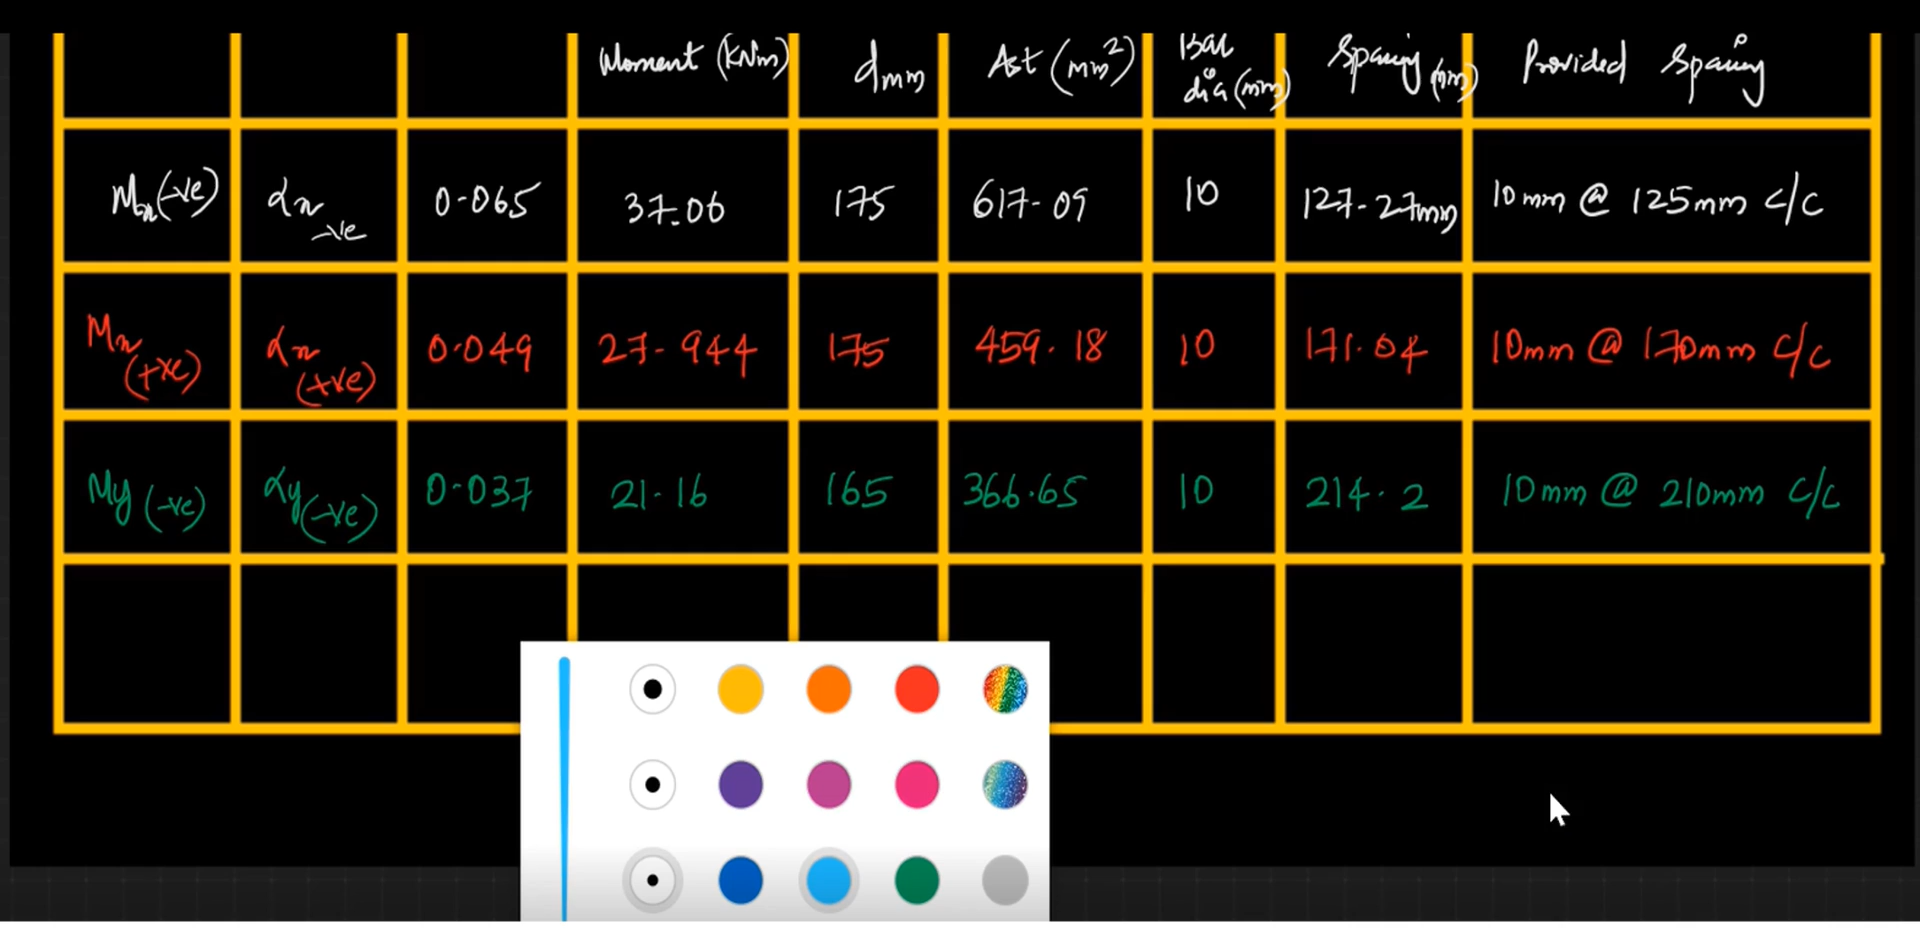 Moment (kNm) dmm Ast (mm²) Bar dia (mm) Spacing (mm) Provided Spacing
Mx(-ve) αx -ve 0.065 37.06 175 617.09 10 127.27mm 10mm @ 125mm c/c
Mx (+ve) αx (+ve) 0.049 27.944 175 459.18 10 171.04 10mm @ 170mm c/c
My (-ve) αy(-ve) 0.037 21.16 165 366.65 10 214.2 10mm @ 210mm c/c